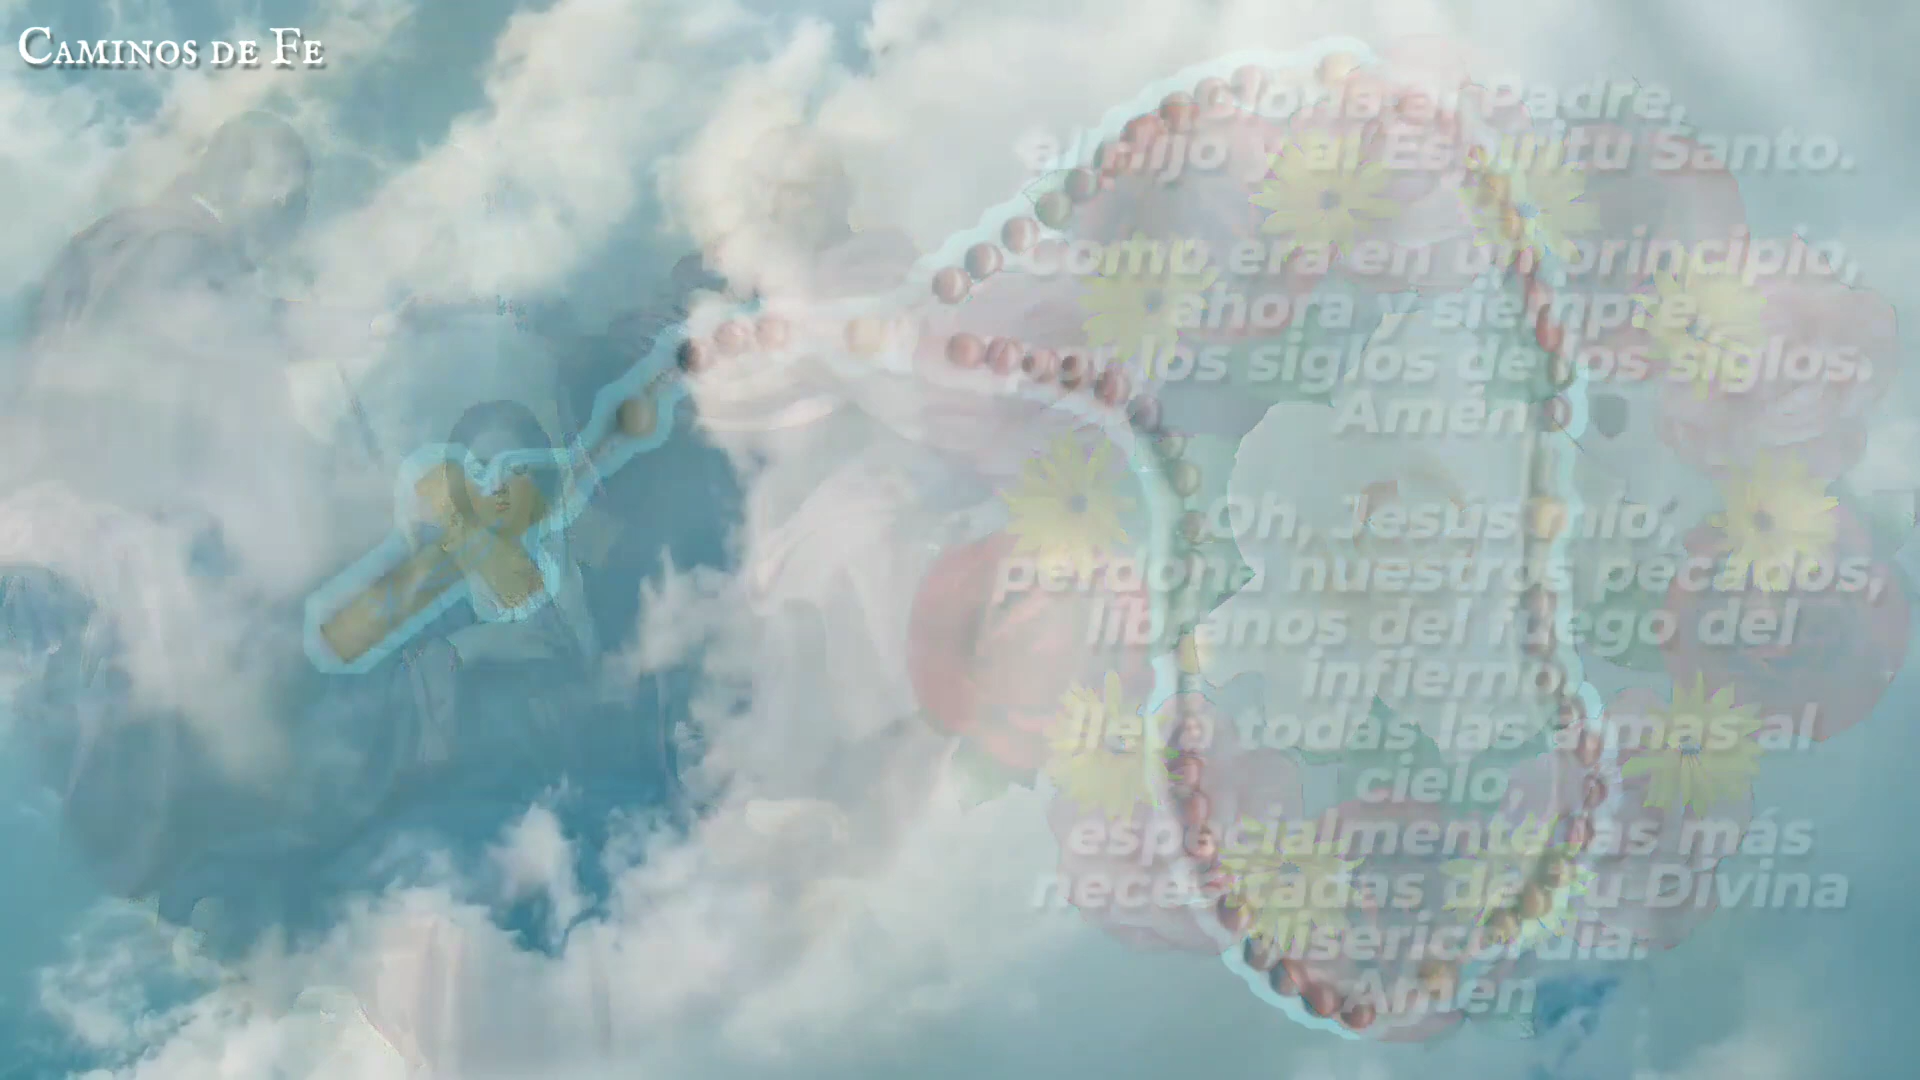 Caminos de Fe
Gloria al Padre,
al Hijo y al Espíritu Santo.
Como era en un principio,
ahora y siempre,
por los siglos de los siglos.
Amén
Oh, Jesús mío,
perdona nuestros pecados,
líbranos del fuego del
infierno,
lleva todas las almas al
cielo,
especialmente las más
necesitadas de Tu Divina
Misericordia.
Amén